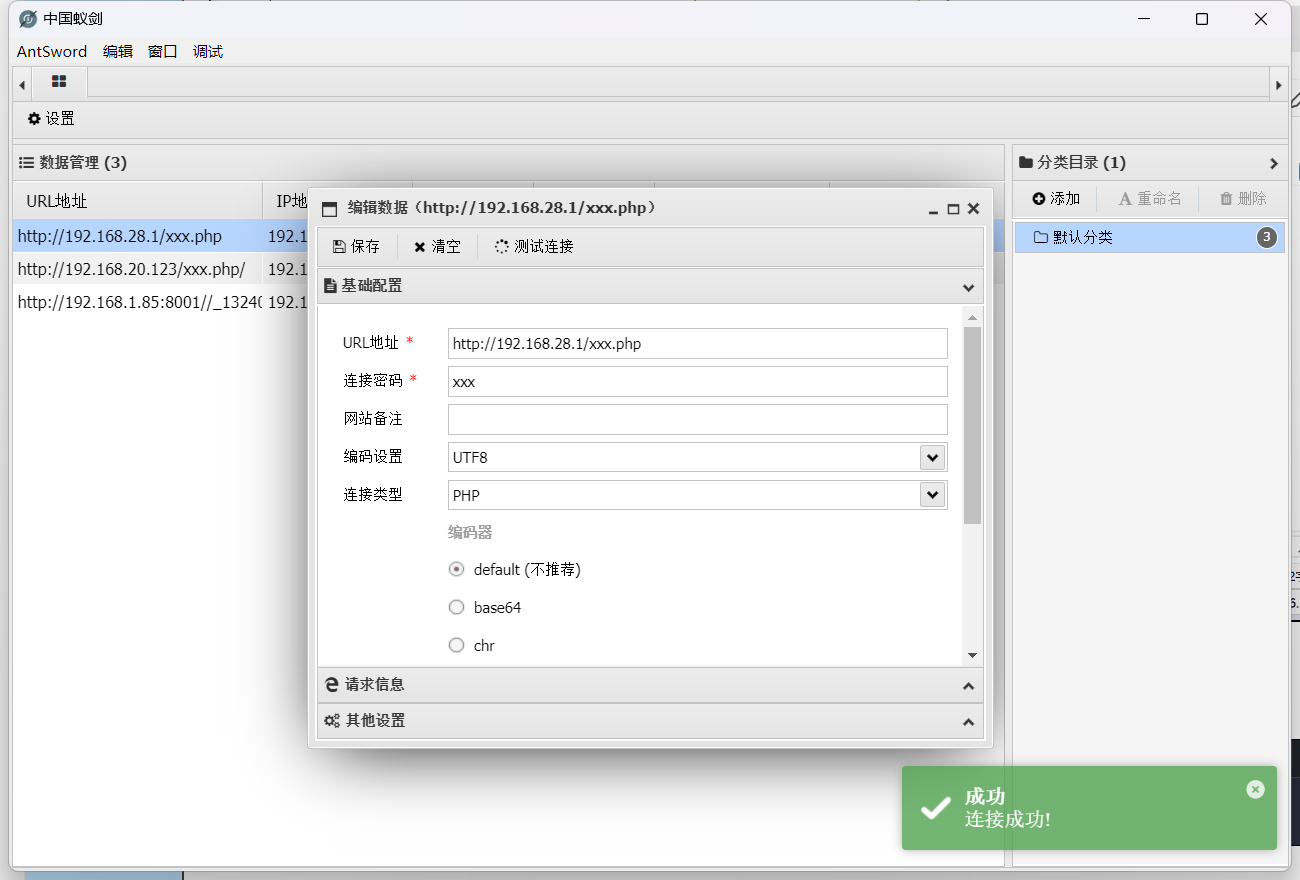 中国蚁剑
AntSword 编辑 窗口 调试
设置
数据管理 (3)
URL地址 IP地
http://192.168.28.1/xxx.php 192.1
http://192.168.20.123/xxx.php/ 192.1
http://192.168.1.85:8001//_1324 192.1
编辑数据（http://192.168.28.1/xxx.php）
保存 清空 测试连接
基础配置
URL地址 *
http://192.168.28.1/xxx.php
连接密码 *
xxx
网站备注
编码设置
UTF8
连接类型
PHP
编码器
default (不推荐)
base64
chr
请求信息
其他设置
分类目录 (1)
添加 重命名 删除
默认分类 3
成功
连接成功!